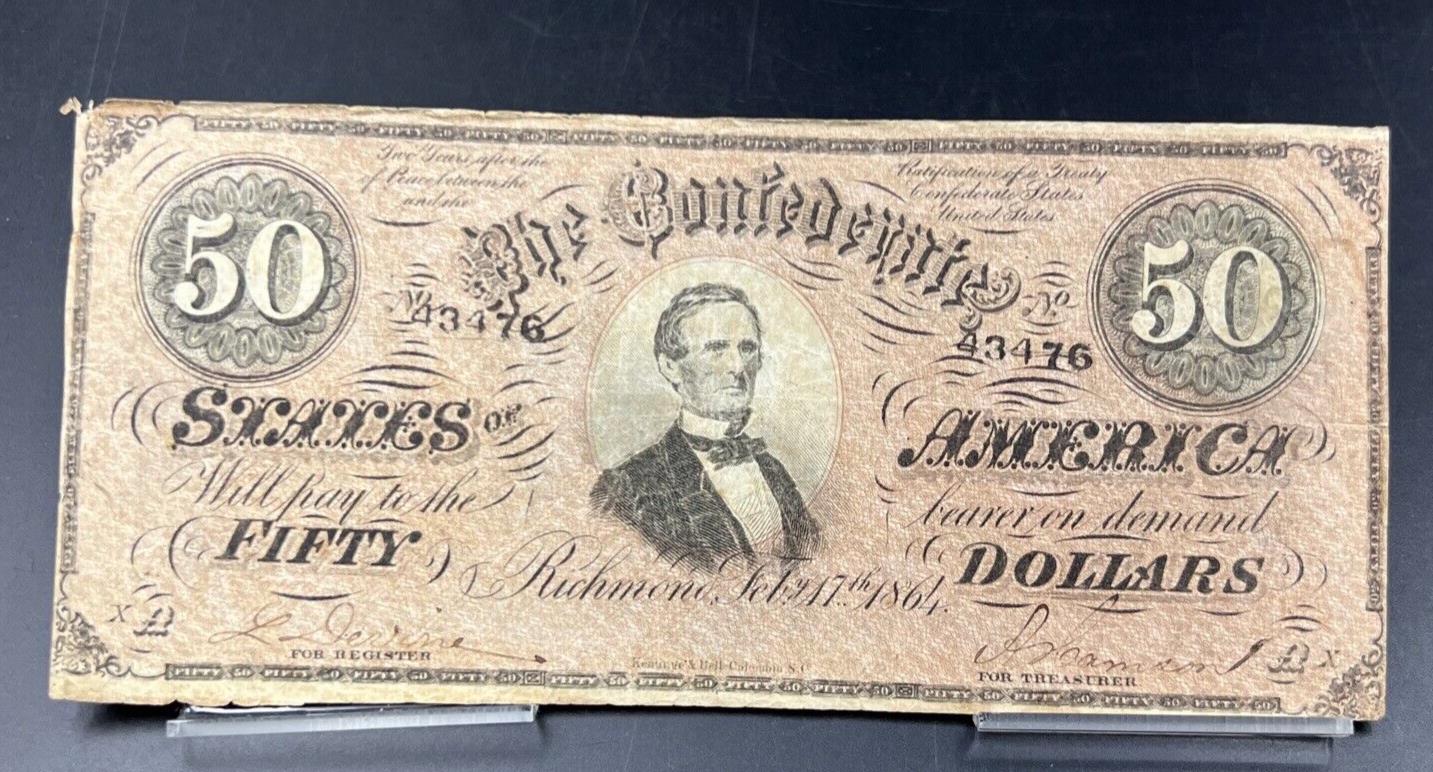 Two Years after the
of Peace between the
and the
Ratification of a Treaty
Confederate States
United States
The Confederate
50
50
No 43476
No 43476
STATES OF
AMERICA
Will pay to the
bearer on demand
FIFTY
DOLLARS
Richmond, Feby 17th 1864.
X B
B X
FOR REGISTER
FOR TREASURER
Keatinge & Ball Columbia S.C.